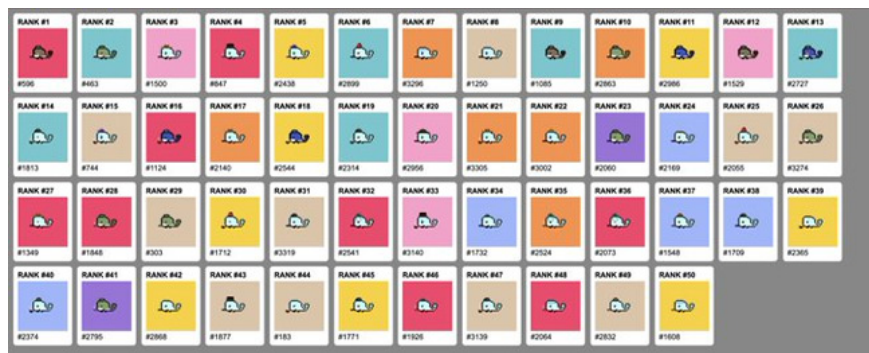 RANK #1 RANK #2 RANK #3 RANK #4 RANK #5 RANK #6 RANK #7 RANK #8 RANK #9 RANK #10 RANK #11 RANK #12 RANK #13
#596 #463 #1500 #847 #2438 #2899 #3296 #1250 #1085 #2863 #2986 #1529 #2727
RANK #14 RANK #15 RANK #16 RANK #17 RANK #18 RANK #19 RANK #20 RANK #21 RANK #22 RANK #23 RANK #24 RANK #25 RANK #26
#1813 #744 #1124 #2140 #2544 #2314 #2956 #3305 #3002 #2060 #2169 #2055 #3274
RANK #27 RANK #28 RANK #29 RANK #30 RANK #31 RANK #32 RANK #33 RANK #34 RANK #35 RANK #36 RANK #37 RANK #38 RANK #39
#1349 #1848 #303 #1712 #3319 #2541 #3140 #1732 #2524 #2073 #1548 #1709 #2365
RANK #40 RANK #41 RANK #42 RANK #43 RANK #44 RANK #45 RANK #46 RANK #47 RANK #48 RANK #49 RANK #50
#2374 #2795 #2868 #1877 #183 #1771 #1926 #3139 #2064 #2832 #1608